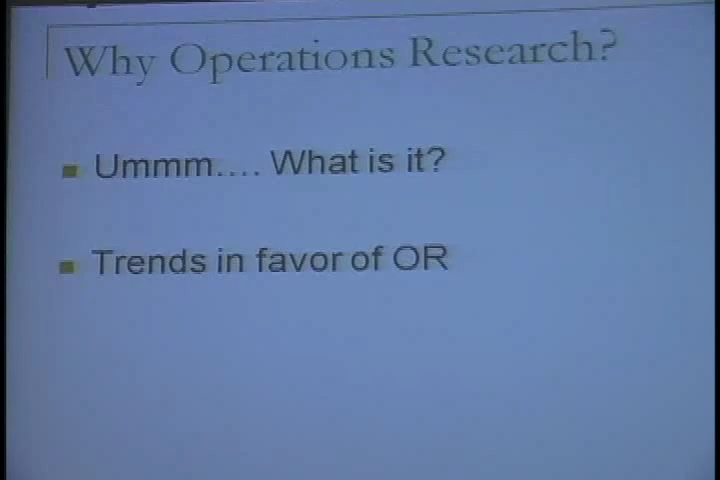 Why Operations Research?
Ummm.... What is it?
Trends in favor of OR